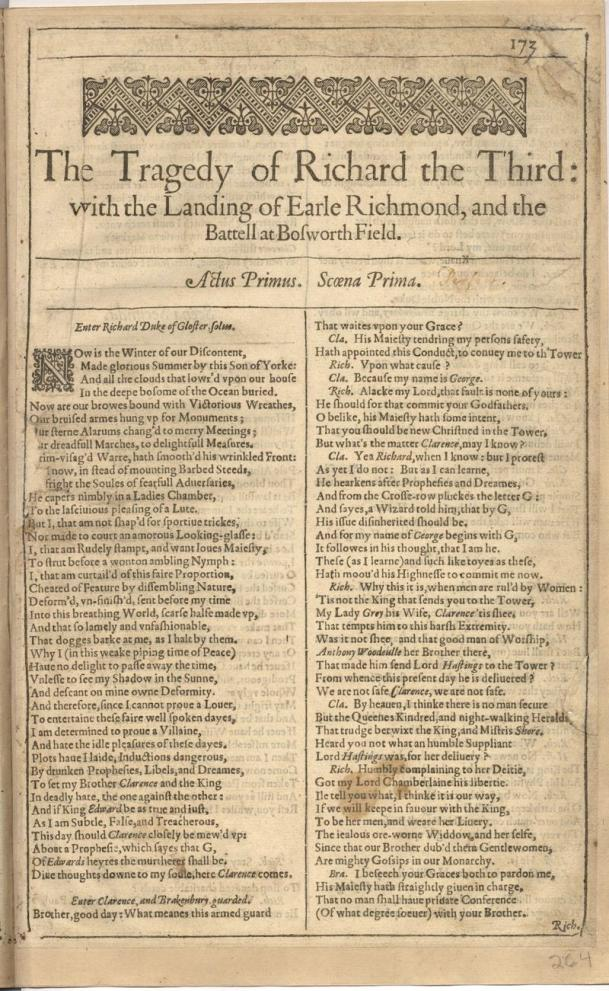 173
The Tragedy of Richard the Third:
with the Landing of Earle Richmond, and the
Battell at Bosworth Field.
Actus Primus. Scœna Prima.
Enter Richard Duke of Gloster, solus.
NOw is the Winter of our Discontent,
Made glorious Summer by this Son of Yorke:
And all the clouds that lowr'd vpon our house
In the deepe bosome of the Ocean buried.
Now are our browes bound with Victorious Wreathes,
Our bruised armes hung vp for Monuments;
ur sterne Alarums chang'd to merry Meetings;
ur dreadfull Marches, to delightfull Measures.
rim-visag'd Warre, hath smooth'd his wrinkled Front:
now, in stead of mounting Barbed Steeds,
fright the Soules of fearfull Aduersaries,
He capers nimbly in a Ladies Chamber,
To the lasciuious pleasing of a Lute.
But I, that am not shap'd for sportiue trickes,
Nor made to court an amorous Looking-glasse:
I, that am Rudely stampt, and want loues Maiesty,
To strut before a wonton ambling Nymph:
I, that am curtail'd of this faire Proportion,
Cheated of Feature by dissembling Nature,
Deform'd, vn-finish'd, sent before my time
Into this breathing World, scarse halfe made vp,
And that so lamely and vnfashionable,
That dogges barke at me, as I halt by them.
Why I (in this weake piping time of Peace)
Haue no delight to passe away the time,
Vnlesse to see my Shadow in the Sunne,
And descant on mine owne Deformity.
And therefore, since I cannot proue a Louer,
To entertaine these faire well spoken dayes,
I am determined to proue a Villaine,
And hate the idle pleasures of these dayes.
Plots haue I laide, Inductions dangerous,
By drunken Prophesies, Libels, and Dreames,
To set my Brother Clarence and the King
In deadly hate, the one against the other:
And if King Edward be as true and iust,
As I am Subtle, False, and Treacherous,
This day should Clarence closely be mew'd vp:
About a Prophesie, which sayes that G,
Of Edwards heyres the murtherer shall be.
Diue thoughts downe to my soule, here Clarence comes.
Enter Clarence, and Brakenbury, guarded.
Brother, good day: What meanes this armed guard
That waites vpon your Grace?
Cla. His Maiesty tendring my persons safety,
Hath appointed this Conduct, to conuey me to th'Tower
Rich. Vpon what cause?
Cla. Because my name is George.
Rich. Alacke my Lord, that fault is none of yours:
He should for that commit your Godfathers.
O belike, his Maiesty hath some intent,
That you should be new Christned in the Tower,
But what's the matter Clarence, may I know?
Cla. Yea Richard, when I know: but I protest
As yet I do not: But as I can learne,
He hearkens after Prophesies and Dreames,
And from the Crosse-row pluckes the letter G:
And sayes, a Wizard told him, that by G,
His issue disinherited should be.
And for my name of George begins with G,
It followes in his thought, that I am he.
These (as I learne) and such like toyes as these,
Hath moou'd his Highnesse to commit me now.
Rich. Why this it is, when men are rul'd by Women:
'Tis not the King that sends you to the Tower,
My Lady Grey his Wife, Clarence 'tis shee.
That tempts him to this harsh Extremity.
Was it not shee, and that good man of Worship,
Anthony Woodeulle her Brother there,
That made him send Lord Hastings to the Tower?
From whence this present day he is deliuered?
We are not safe Clarence, we are not safe.
Cla. By heauen, I thinke there is no man secure
But the Queenes Kindred, and night-walking Heralds,
That trudge betwixt the King, and Mistris Shore.
Heard you not what an humble Suppliant
Lord Hastings was, for her deliuery?
Rich. Humbly complaining to her Deitie,
Got my Lord Chamberlaine his libertie.
Ile tell you what, I thinke it is our way,
If we will keepe in fauour with the King,
To be her men, and weare her Liuery.
The iealous ore-worne Widdow, and her selfe,
Since that our Brother dub'd them Gentlewomen,
Are mighty Gossips in our Monarchy.
Bra. I beseech your Graces both to pardon me,
His Maiesty hath straightly giuen in charge,
That no man shall haue priuate Conference
(Of what degree soeuer) with your Brother.
Rich.
264